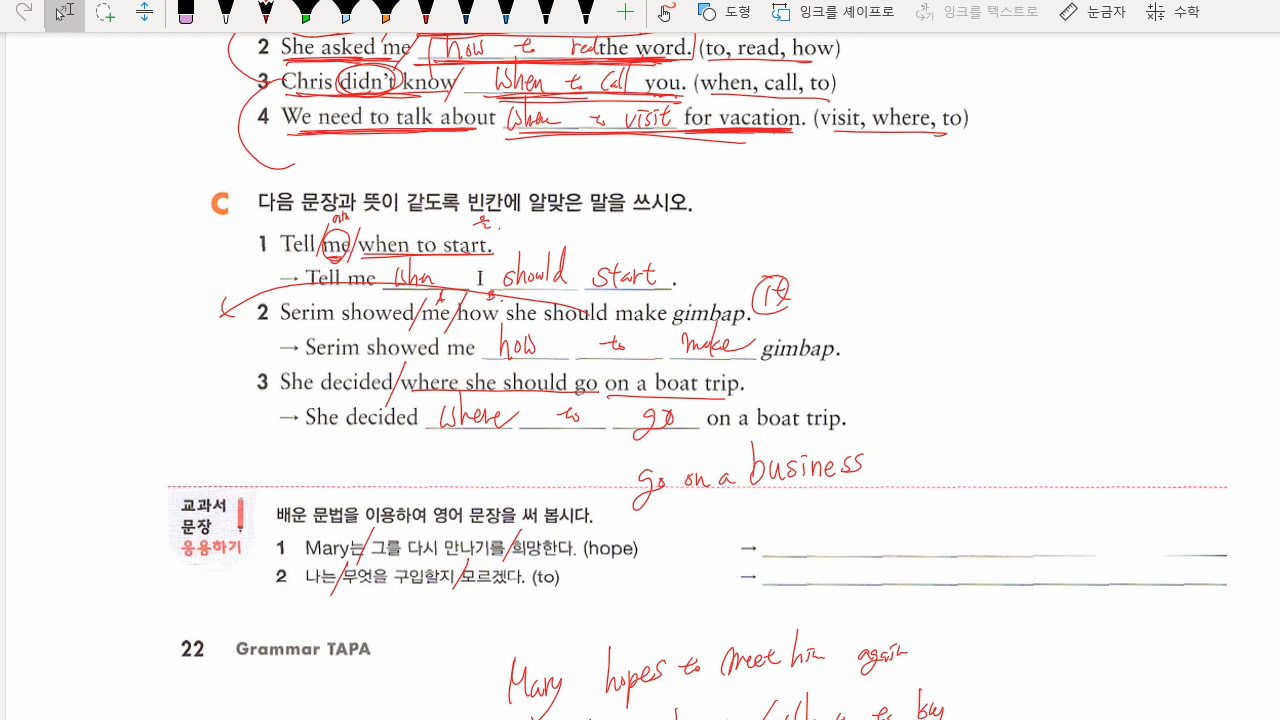 도형 잉크를 셰이프로 잉크를 텍스트로 눈금자 수학
2 She asked me how to red the word. (to, read, how)
3 Chris didn't know when to call you. (when, call, to)
4 We need to talk about when to visit for vacation. (visit, where, to)
C 다음 문장과 뜻이 같도록 빈칸에 알맞은 말을 쓰시오.
1 Tell me when to start.
→ Tell me when I should start.
2 Serim showed me how she should make gimbap.
→ Serim showed me how to make gimbap.
3 She decided where she should go on a boat trip.
→ She decided where to go on a boat trip.
go on a business
교과서
문장
응용하기
배운 문법을 이용하여 영어 문장을 써 봅시다.
1 Mary는 그를 다시 만나기를 희망한다. (hope) →
2 나는 무엇을 구입할지 모르겠다. (to) →
22 Grammar TAPA
Mary hopes to meet him again
to buy